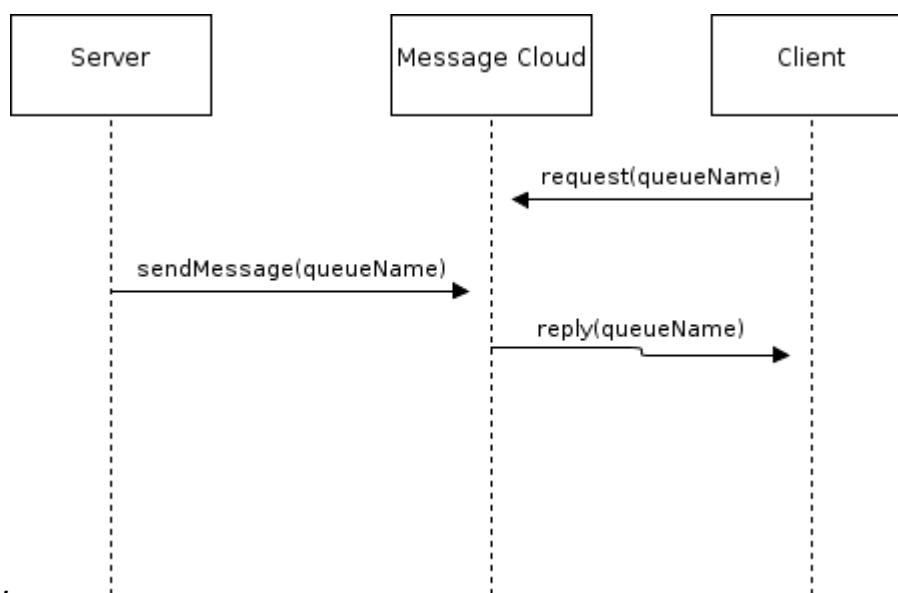 Server
Message Cloud
Client
request(queueName)
sendMessage(queueName)
reply(queueName)